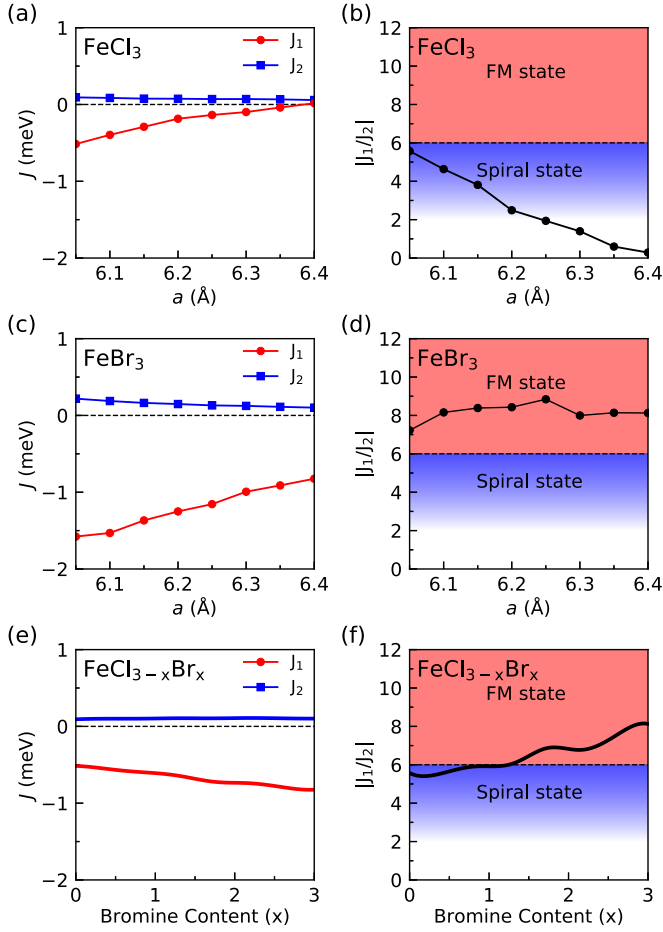 (a)
FeCl₃
J₁
J₂
1
0
−1
−2
J (meV)
6.1 6.2 6.3 6.4
a (Å)
(b)
FeCl₃
FM state
Spiral state
12
10
8
6
4
2
0
|J₁/J₂|
6.1 6.2 6.3 6.4
a (Å)
(c)
FeBr₃
J₁
J₂
1
0
−1
−2
J (meV)
6.1 6.2 6.3 6.4
a (Å)
(d)
FeBr₃
FM state
Spiral state
12
10
8
6
4
2
0
|J₁/J₂|
6.1 6.2 6.3 6.4
a (Å)
(e)
FeCl₃₋ₓBrₓ
J₁
J₂
1
0
−1
−2
J (meV)
0 1 2 3
Bromine Content (x)
(f)
FeCl₃₋ₓBrₓ
FM state
Spiral state
12
10
8
6
4
2
0
|J₁/J₂|
0 1 2 3
Bromine Content (x)